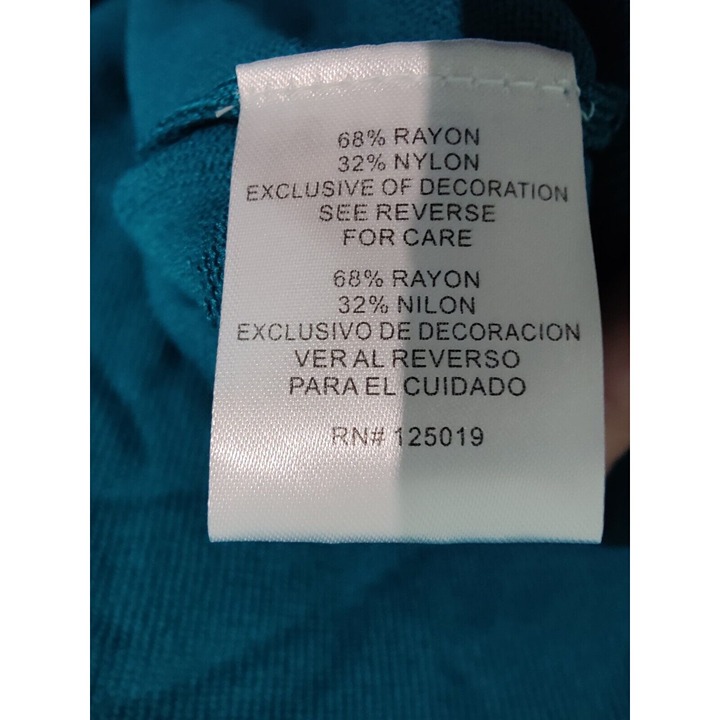 68% RAYON
32% NYLON
EXCLUSIVE OF DECORATION
SEE REVERSE
FOR CARE
68% RAYON
32% NILON
EXCLUSIVO DE DECORACION
VER AL REVERSO
PARA EL CUIDADO
RN# 125019